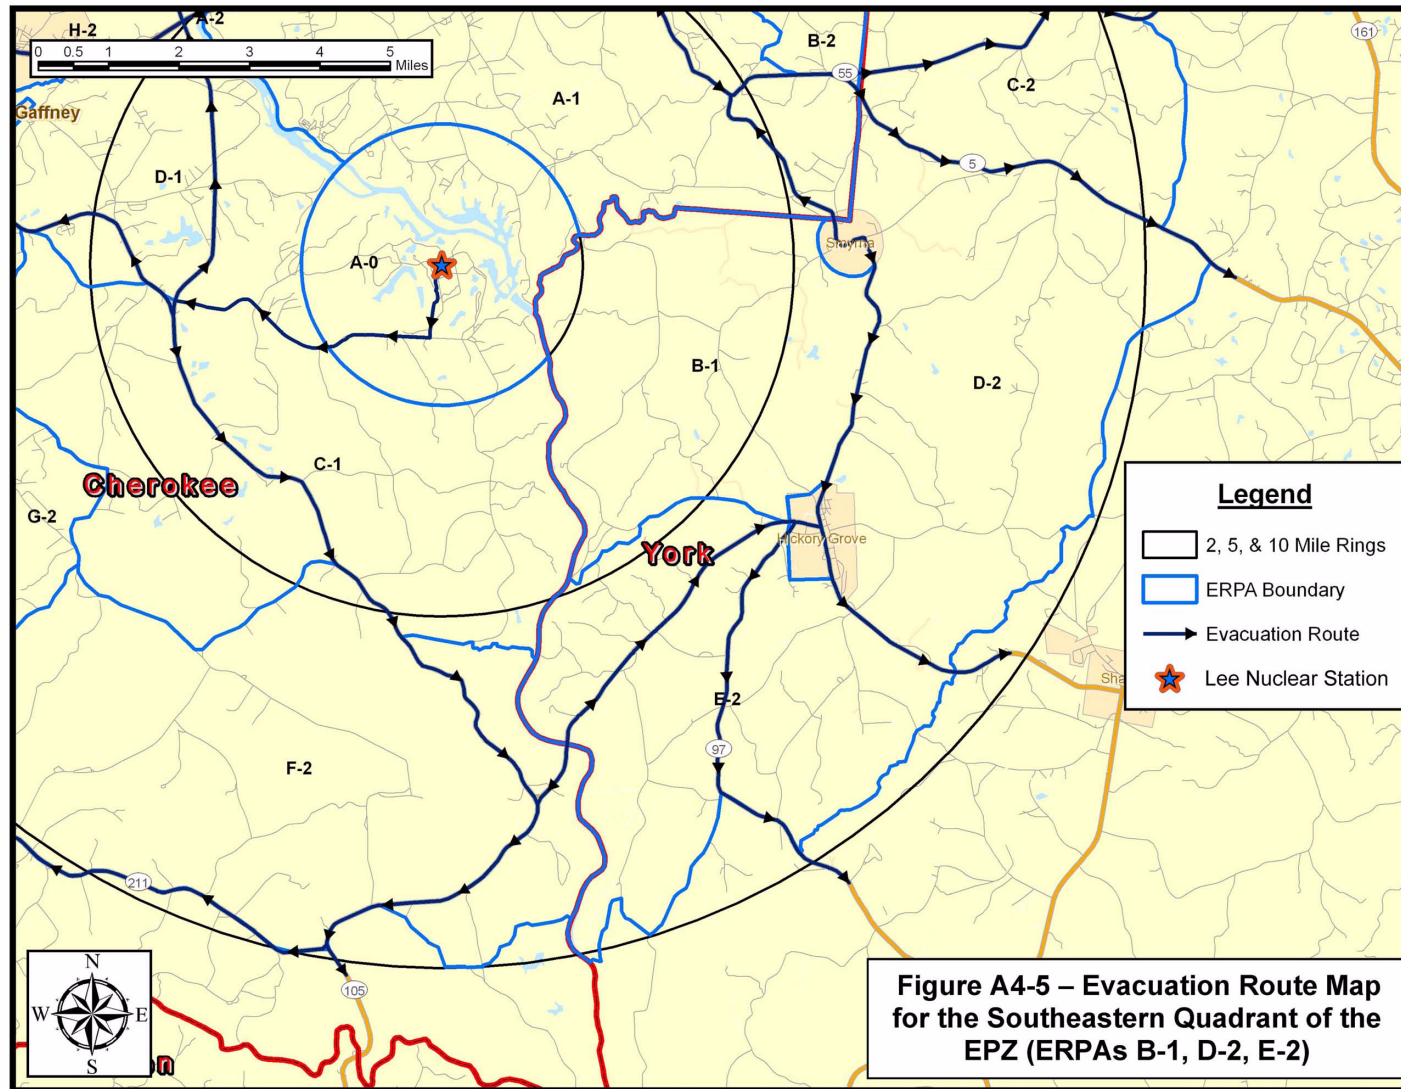 H-2
A-2
0 0.5 1 2 3 4 5
Miles
Gaffney
B-2
55
161
C-2
A-1
D-1
5
A-0
Smyrna
B-1
D-2
Cherokee
C-1
G-2
York
Hickory Grove
Legend
2, 5, & 10 Mile Rings
ERPA Boundary
Evacuation Route
Lee Nuclear Station
Sha
E-2
97
F-2
211
105
N
W E
S
n
Figure A4-5 – Evacuation Route Map
for the Southeastern Quadrant of the
EPZ (ERPAs B-1, D-2, E-2)